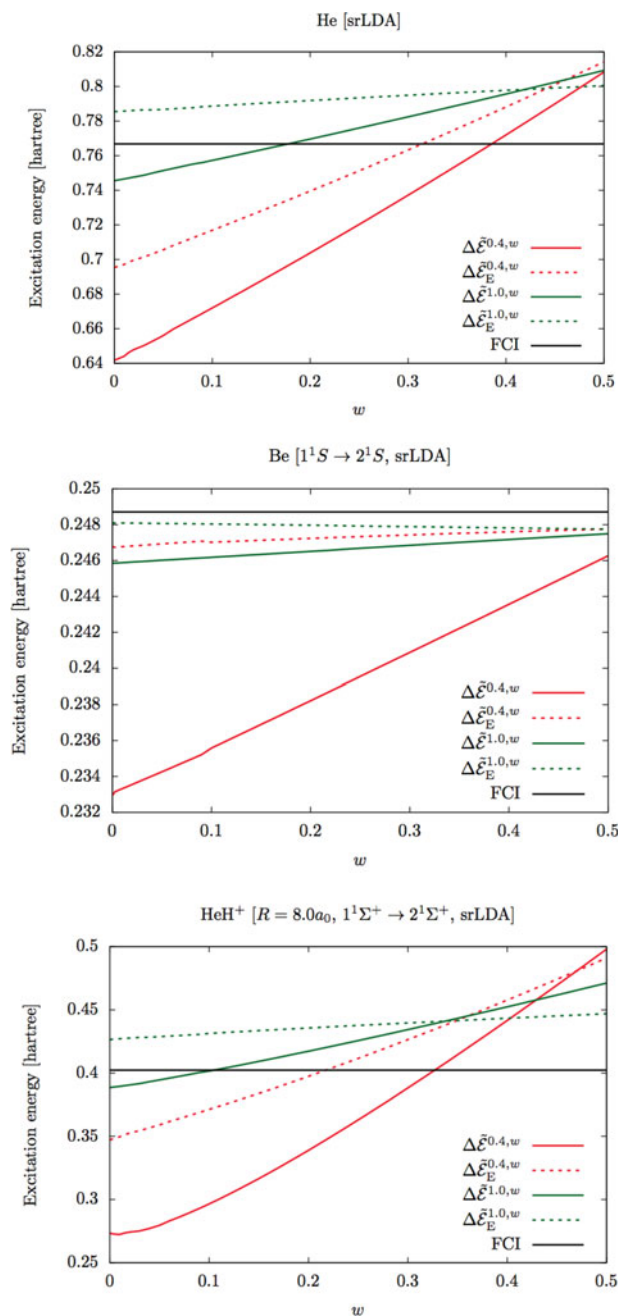 He [srLDA]
0.82
0.8
0.78
0.76
0.74
0.72
0.7
0.68
0.66
0.64
Excitation energy [hartree]
Δℰ̃^{0.4,w}
Δℰ̃_E^{0.4,w}
Δℰ̃^{1.0,w}
Δℰ̃_E^{1.0,w}
FCI
0 0.1 0.2 0.3 0.4 0.5
w
Be [1¹S → 2¹S, srLDA]
0.25
0.248
0.246
0.244
0.242
0.24
0.238
0.236
0.234
0.232
Excitation energy [hartree]
Δℰ̃^{0.4,w}
Δℰ̃_E^{0.4,w}
Δℰ̃^{1.0,w}
Δℰ̃_E^{1.0,w}
FCI
0 0.1 0.2 0.3 0.4 0.5
w
HeH⁺ [R = 8.0a₀, 1¹Σ⁺ → 2¹Σ⁺, srLDA]
0.5
0.45
0.4
0.35
0.3
0.25
Excitation energy [hartree]
Δℰ̃^{0.4,w}
Δℰ̃_E^{0.4,w}
Δℰ̃^{1.0,w}
Δℰ̃_E^{1.0,w}
FCI
0 0.1 0.2 0.3 0.4 0.5
w